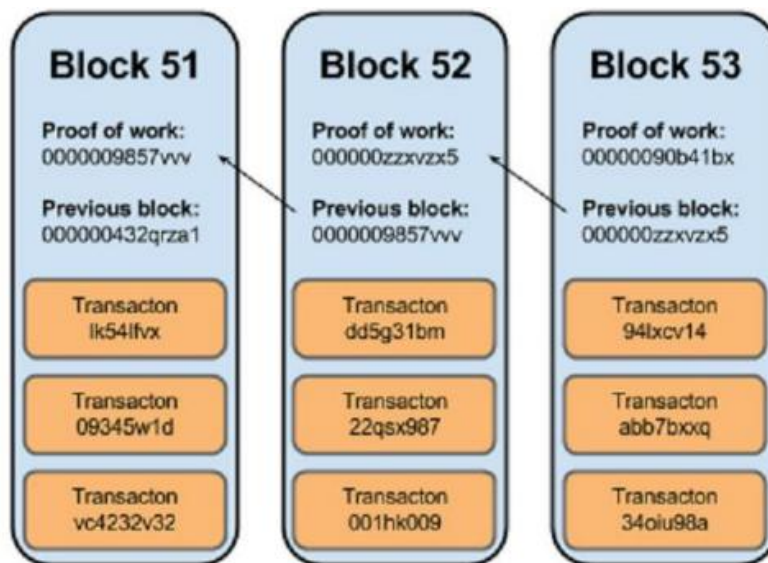 Block 51
Proof of work:
0000009857vvv
Previous block:
000000432qrza1
Transacton
lk54lfvx
Transacton
09345w1d
Transacton
vc4232v32
Block 52
Proof of work:
000000zzxvzx5
Previous block:
0000009857vvv
Transacton
dd5g31bm
Transacton
22qsx987
Transacton
001hk009
Block 53
Proof of work:
00000090b41bx
Previous block:
000000zzxvzx5
Transacton
94lxcv14
Transacton
abb7bxxq
Transacton
34oiu98a